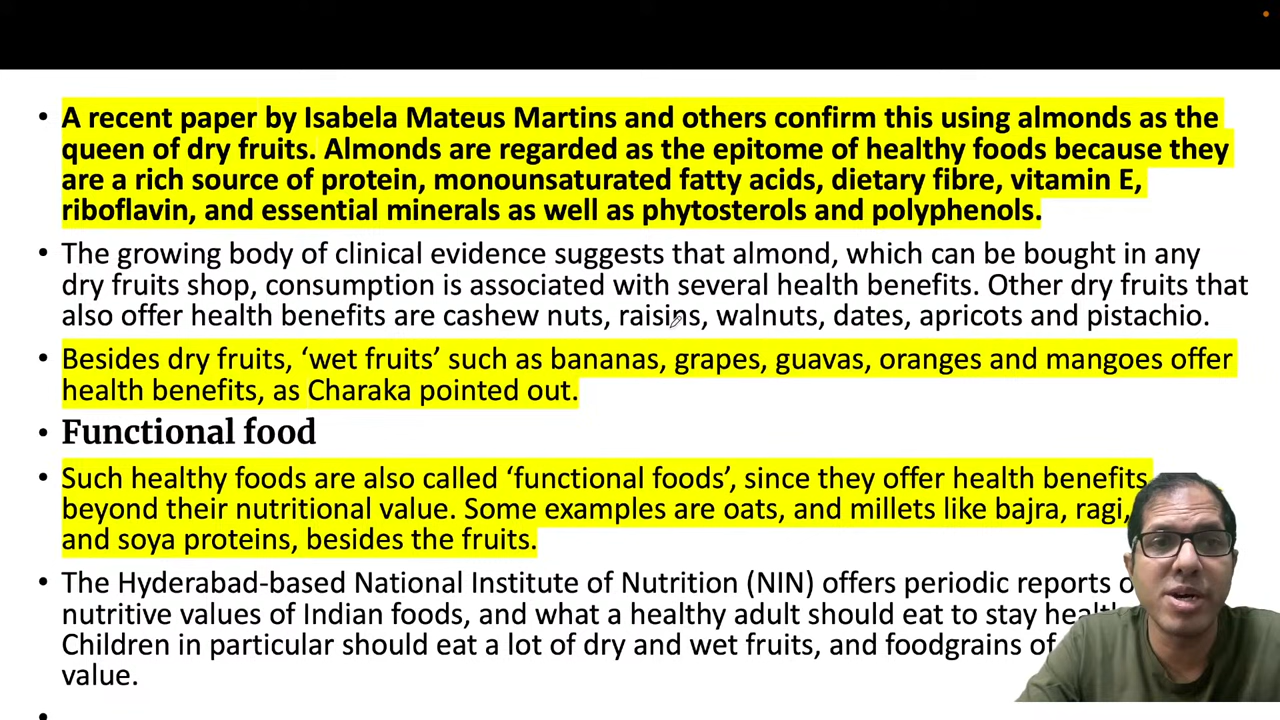 • A recent paper by Isabela Mateus Martins and others confirm this using almonds as the
queen of dry fruits. Almonds are regarded as the epitome of healthy foods because they
are a rich source of protein, monounsaturated fatty acids, dietary fibre, vitamin E,
riboflavin, and essential minerals as well as phytosterols and polyphenols.
• The growing body of clinical evidence suggests that almond, which can be bought in any
dry fruits shop, consumption is associated with several health benefits. Other dry fruits that
also offer health benefits are cashew nuts, raisins, walnuts, dates, apricots and pistachio.
• Besides dry fruits, ‘wet fruits’ such as bananas, grapes, guavas, oranges and mangoes offer
health benefits, as Charaka pointed out.
• Functional food
• Such healthy foods are also called ‘functional foods’, since they offer health benefits
beyond their nutritional value. Some examples are oats, and millets like bajra, ragi,
and soya proteins, besides the fruits.
• The Hyderabad-based National Institute of Nutrition (NIN) offers periodic reports
nutritive values of Indian foods, and what a healthy adult should eat to stay
Children in particular should eat a lot of dry and wet fruits, and foodgrains of
value.
•